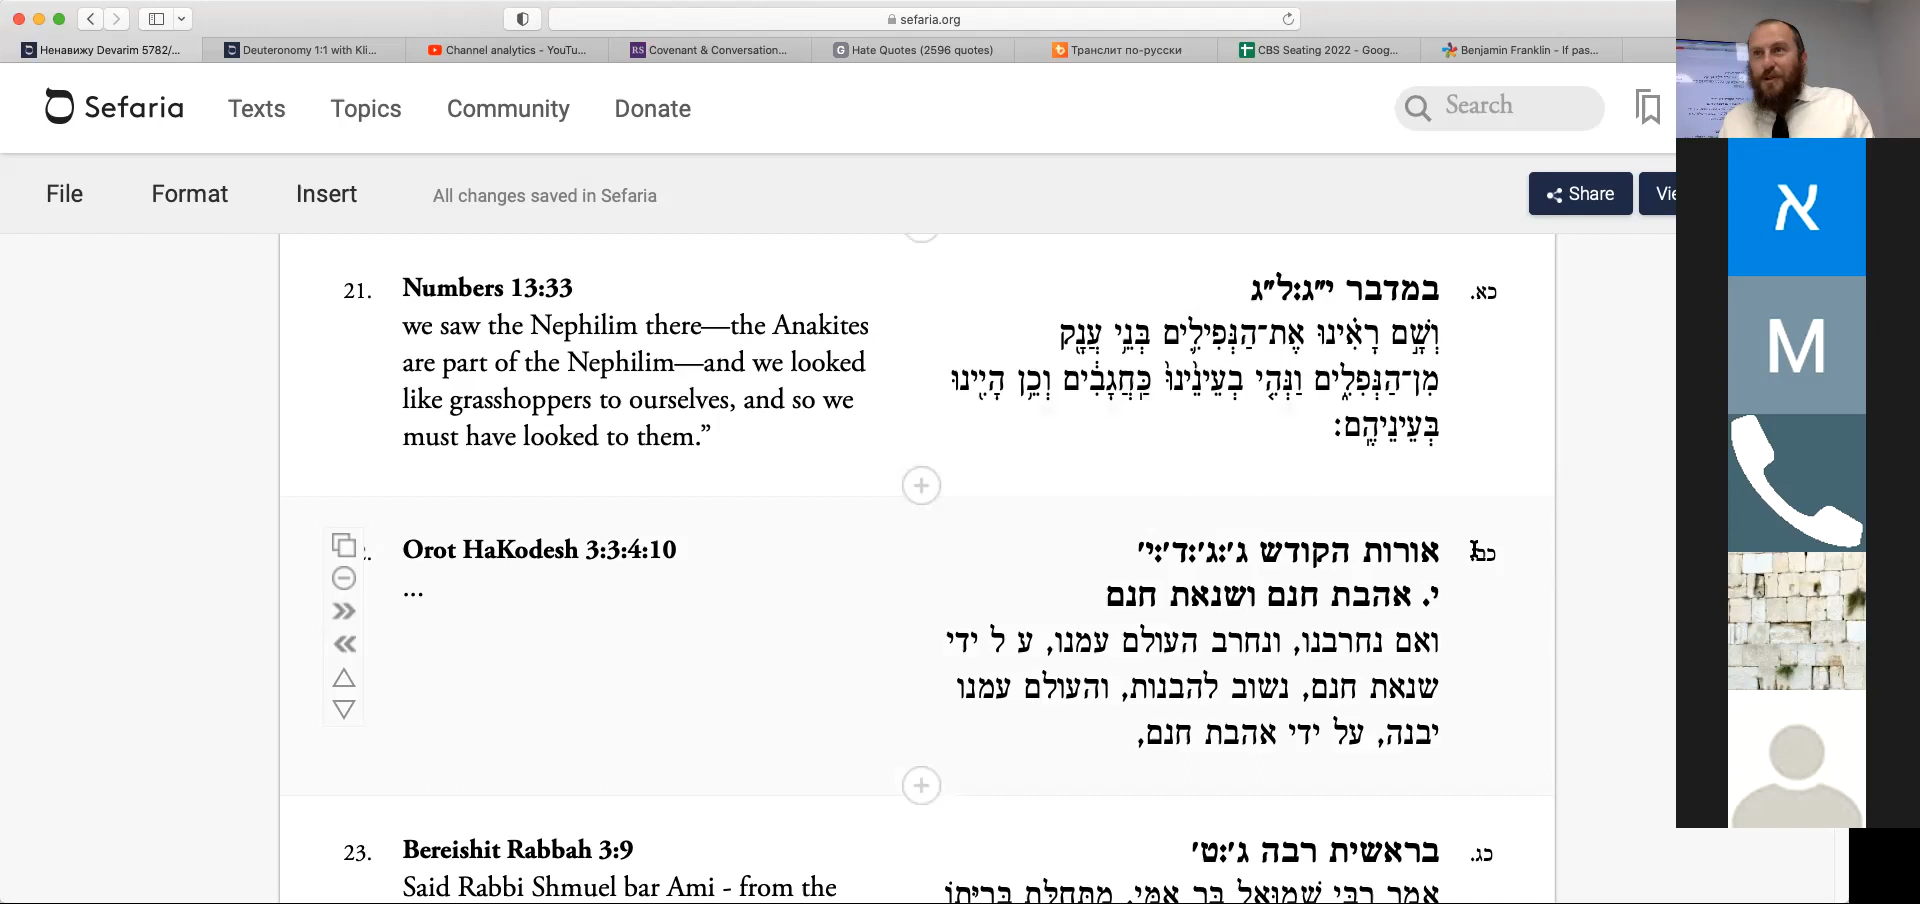 sefaria.org
Ненавижу Devarim 5782/...
Deuteronomy 1:1 with Kli...
Channel analytics - YouTu...
RS Covenant & Conversation...
G Hate Quotes (2596 quotes)
Транслит по-русски
CBS Seating 2022 - Goog...
Benjamin Franklin - If pas...
Sefaria Texts Topics Community Donate
Search
File Format Insert All changes saved in Sefaria
Share
א
M
21. Numbers 13:33
we saw the Nephilim there—the Anakites
are part of the Nephilim—and we looked
like grasshoppers to ourselves, and so we
must have looked to them.”
כא. במדבר י״ג:ל״ג
וְשָׁ֣ם רָאִ֗ינוּ אֶת־הַנְּפִילִ֛ים בְּנֵ֥י עֲנָ֖ק
מִן־הַנְּפִלִ֑ים וַנְּהִ֤י בְעֵינֵ֙ינוּ֙ כַּֽחֲגָבִ֔ים וְכֵ֥ן הָיִ֖ינוּ
בְּעֵינֵיהֶֽם׃
Orot HaKodesh 3:3:4:10
...
אורות הקודש ג׳:ג׳:ד׳:י׳
י. אהבת חנם ושנאת חנם
ואם נחרבנו, ונחרב העולם עמנו, ע ל ידי
שנאת חנם, נשוב להבנות, והעולם עמנו
יבנה, על ידי אהבת חנם,
23. Bereishit Rabbah 3:9
Said Rabbi Shmuel bar Ami - from the
כג. בראשית רבה ג׳:ט׳
אָמַר רַבִּי שְׁמוּאֵל בַּר אַמֵּי, מִתְּחִלַּת בְּרִיָּתוֹ